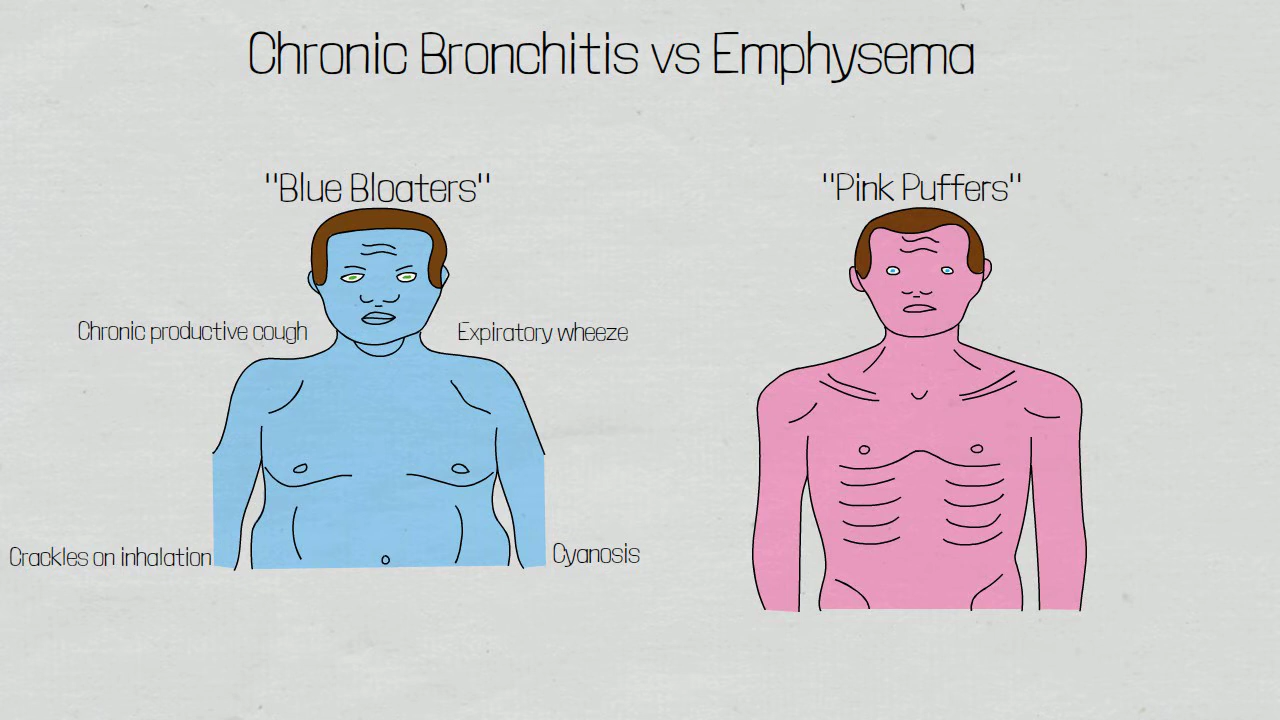 Chronic Bronchitis vs Emphysema
"Blue Bloaters"
"Pink Puffers"
Chronic productive cough
Expiratory wheeze
Crackles on inhalation
Cyanosis